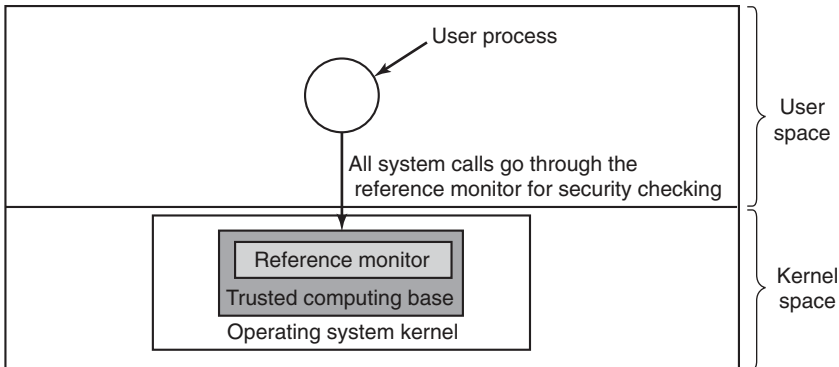 User process
User
space
All system calls go through the
reference monitor for security checking
Reference monitor
Trusted computing base
Operating system kernel
Kernel
space